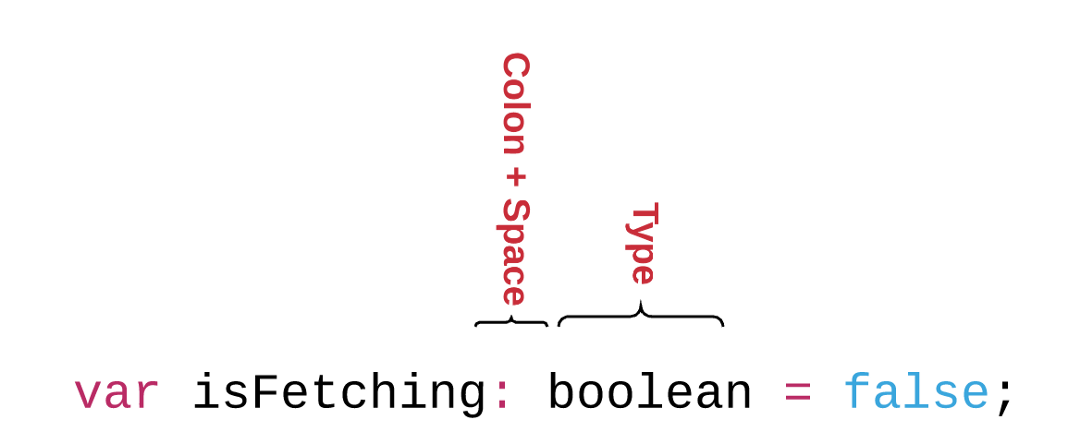 Colon + Space
Type
var isFetching: boolean = false;